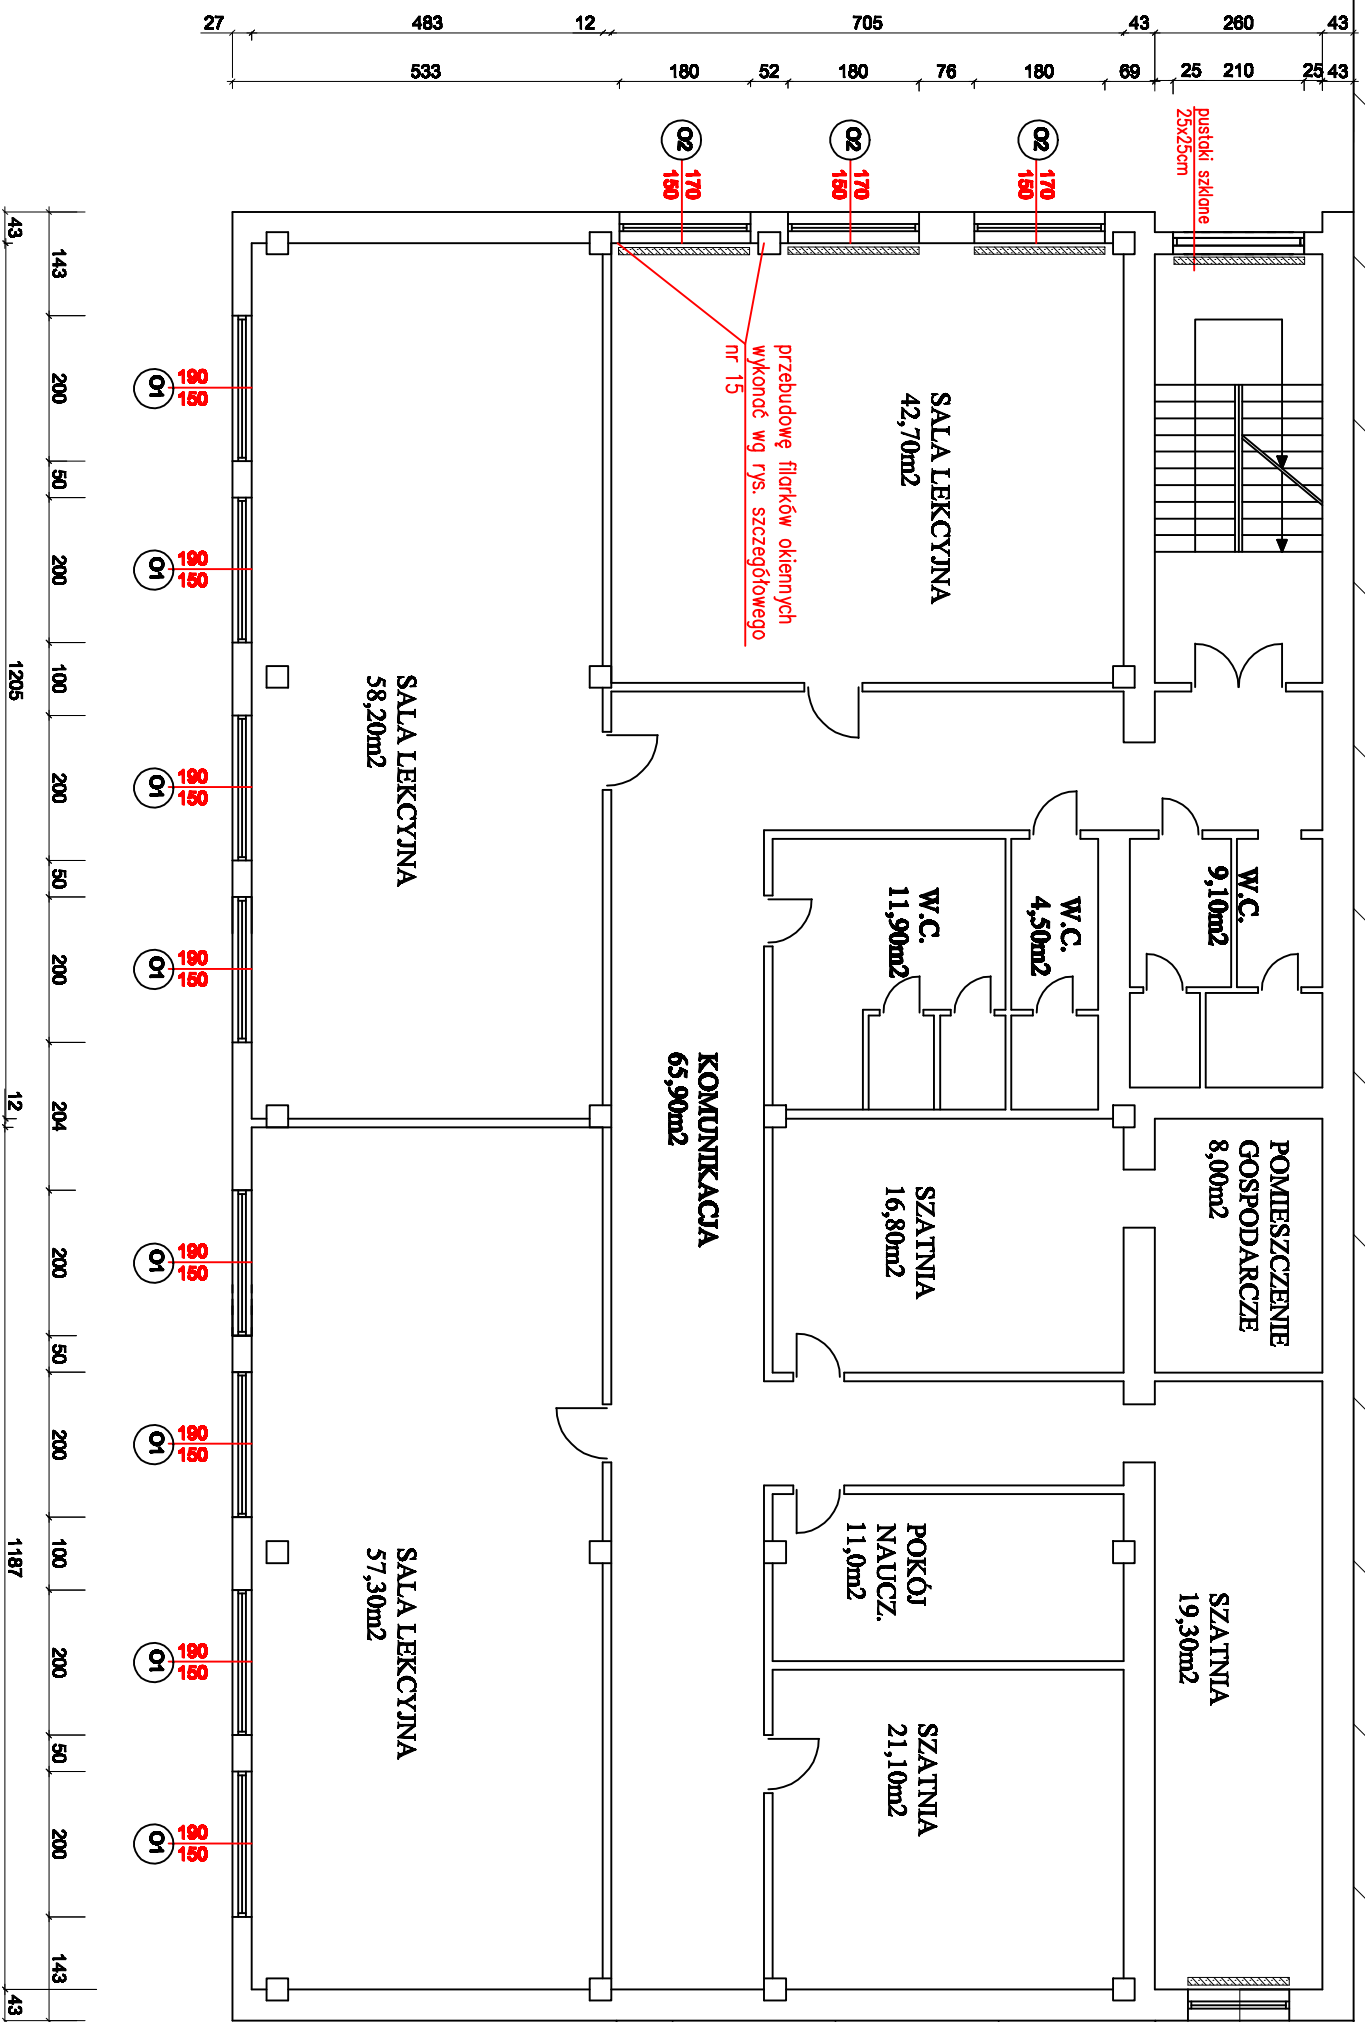 27
483
12
705
43
260
43
533
180
52
180
76
180
69
25
210
25
43
pustaki szklane
25x25cm
O2
170
150
O2
170
150
O2
170
150
przebudowę filarków okiennych
wykonać wg rys. szczegółowego
nr 15
SALA LEKCYJNA
42,70m2
SALA LEKCYJNA
58,20m2
W.C.
9,10m2
W.C.
4,50m2
W.C.
11,90m2
KOMUNIKACJA
65,90m2
POMIESZCZENIE
GOSPODARCZE
8,00m2
SZATNIA
16,80m2
POKÓJ
NAUCZ.
11,0m2
SZATNIA
19,30m2
SZATNIA
21,10m2
SALA LEKCYJNA
57,30m2
O1
190
150
O1
190
150
O1
190
150
O1
190
150
O1
190
150
O1
190
150
O1
190
150
O1
190
150
143
200
50
200
100
200
50
200
204
200
50
200
100
200
50
200
143
43
1205
12
1187
43